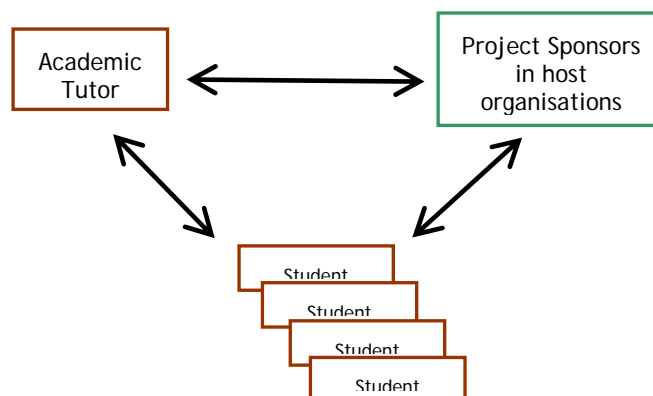 Academic
Tutor
Project Sponsors
in host
organisations
Student
Student
Student
Student